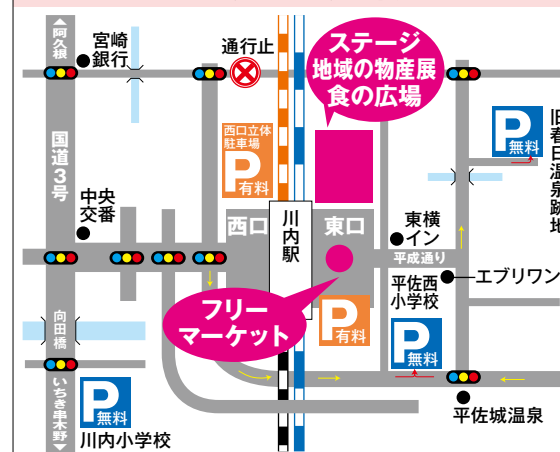 ▲阿久根
宮崎
銀行
通行止
ステージ
地域の物産展
食の広場
西口立体
駐車場
P
有料
P
無料
旧春日温泉跡地
国道3号
中央
交番
西口
川内駅
東口
東横
イン
平成通り
平佐西
小学校
エブリワン
フリー
マーケット
P
有料
P
無料
向田橋
いちき串木野▼
P
無料
川内小学校
平佐城温泉